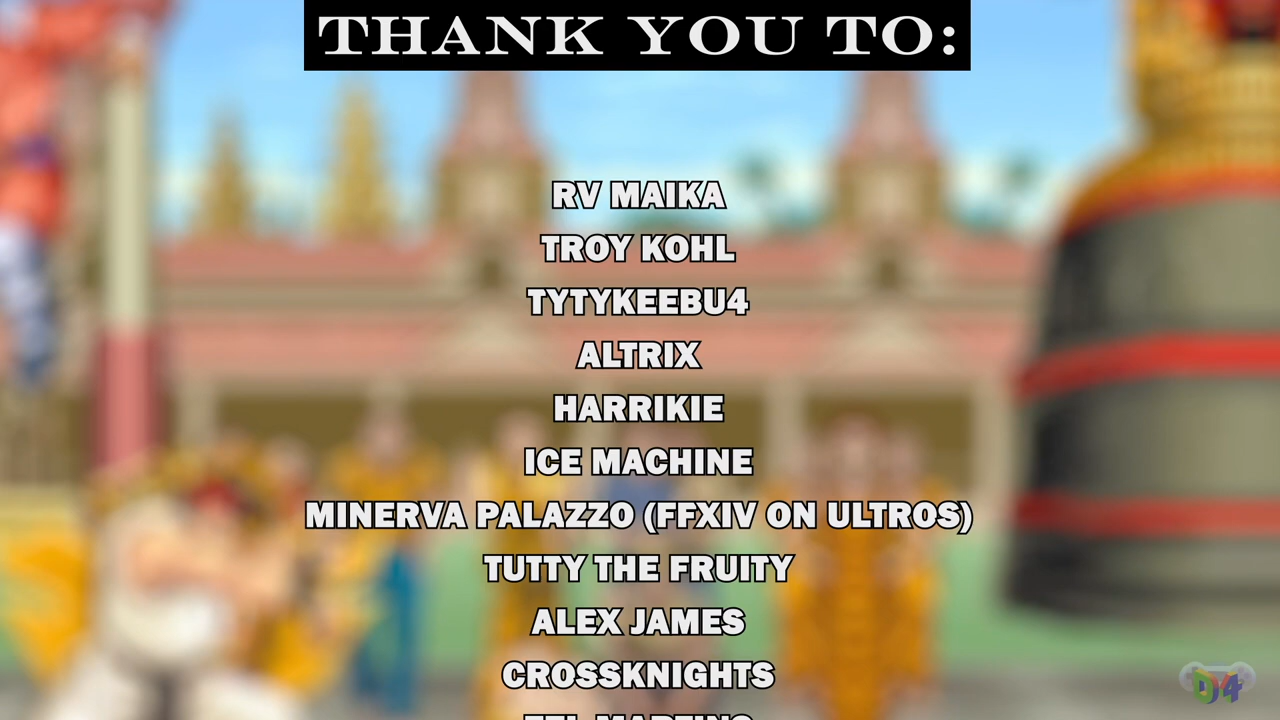 THANK YOU TO:
RV MAIKA
TROY KOHL
TYTYKEEBU4
ALTRIX
HARRIKIE
ICE MACHINE
MINERVA PALAZZO (FFXIV ON ULTROS)
TUTTY THE FRUITY
ALEX JAMES
CROSSKNIGHTS
D4